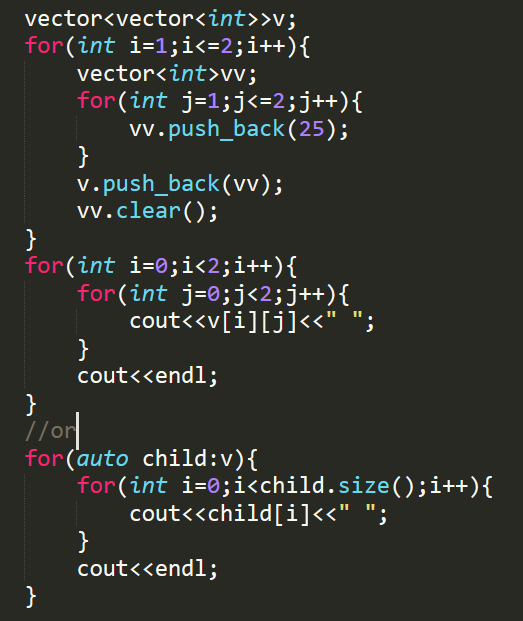 vector<vector<int>>v;
for(int i=1;i<=2;i++){
    vector<int>vv;
    for(int j=1;j<=2;j++){
        vv.push_back(25);
    }
    v.push_back(vv);
    vv.clear();
}
for(int i=0;i<2;i++){
    for(int j=0;j<2;j++){
        cout<<v[i][j]<<" ";
    }
    cout<<endl;
}
//or
for(auto child:v){
    for(int i=0;i<child.size();i++){
        cout<<child[i]<<" ";
    }
    cout<<endl;
}